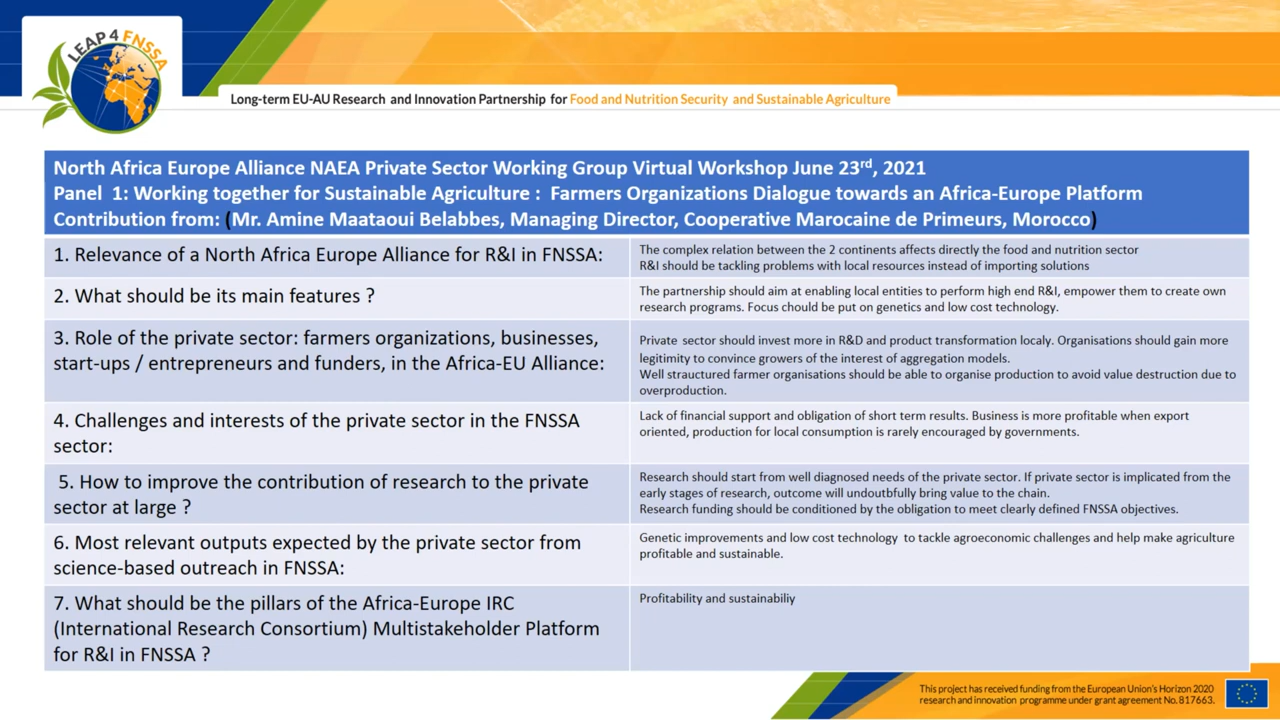 LEAP 4 FNSSA
Long-term EU-AU Research and Innovation Partnership for Food and Nutrition Security and Sustainable Agriculture
North Africa Europe Alliance NAEA Private Sector Working Group Virtual Workshop June 23rd, 2021
Panel 1: Working together for Sustainable Agriculture : Farmers Organizations Dialogue towards an Africa-Europe Platform
Contribution from: (Mr. Amine Maataoui Belabbes, Managing Director, Cooperative Marocaine de Primeurs, Morocco)
1. Relevance of a North Africa Europe Alliance for R&I in FNSSA:
The complex relation between the 2 continents affects directly the food and nutrition sector
R&I should be tackling problems with local resources instead of importing solutions
2. What should be its main features ?
The partnership should aim at enabling local entities to perform high end R&I, empower them to create own
research programs. Focus chould be put on genetics and low cost technology.
3. Role of the private sector: farmers organizations, businesses,
start-ups / entrepreneurs and funders, in the Africa-EU Alliance:
Private sector should invest more in R&D and product transformation localy. Organisations should gain more
legitimity to convince growers of the interest of aggregation models.
Well strauctured farmer organisations should be able to organise production to avoid value destruction due to
overproduction.
4. Challenges and interests of the private sector in the FNSSA
sector:
Lack of financial support and obligation of short term results. Business is more profitable when export
oriented, production for local consumption is rarely encouraged by governments.
5. How to improve the contribution of research to the private
sector at large ?
Research should start from well diagnosed needs of the private sector. If private sector is implicated from the
early stages of research, outcome will undoutbfully bring value to the chain.
Research funding should be conditioned by the obligation to meet clearly defined FNSSA objectives.
6. Most relevant outputs expected by the private sector from
science-based outreach in FNSSA:
Genetic improvements and low cost technology to tackle agroeconomic challenges and help make agriculture
profitable and sustainable.
7. What should be the pillars of the Africa-Europe IRC
(International Research Consortium) Multistakeholder Platform
for R&I in FNSSA ?
Profitability and sustainabiliy
This project has received funding from the European Union's Horizon 2020
research and innovation programme under grant agreement No. 817663.